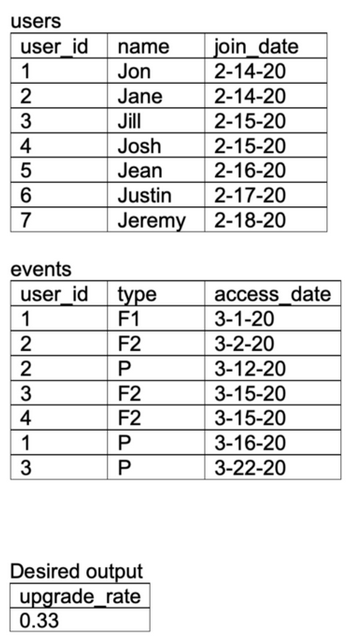 users
user_id name join_date
1 Jon 2-14-20
2 Jane 2-14-20
3 Jill 2-15-20
4 Josh 2-15-20
5 Jean 2-16-20
6 Justin 2-17-20
7 Jeremy 2-18-20
events
user_id type access_date
1 F1 3-1-20
2 F2 3-2-20
2 P 3-12-20
3 F2 3-15-20
4 F2 3-15-20
1 P 3-16-20
3 P 3-22-20
Desired output
upgrade_rate
0.33